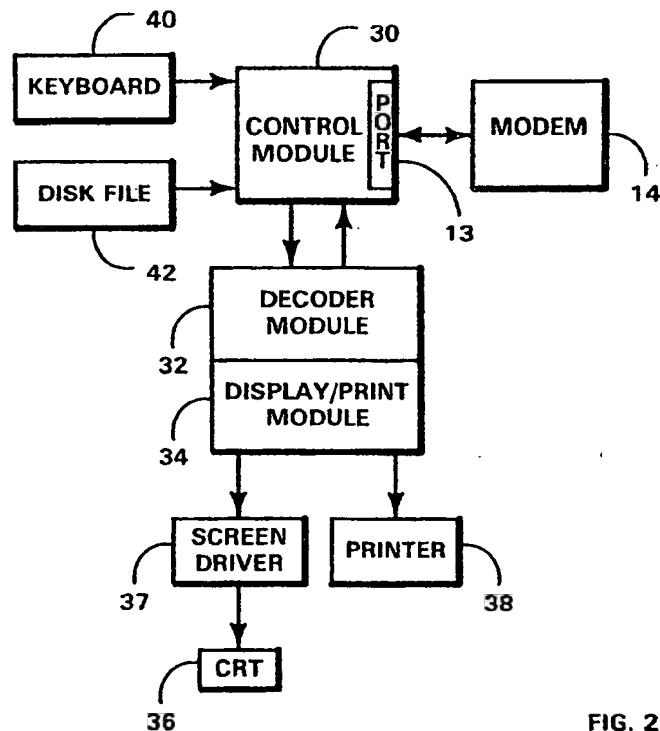 40
30
KEYBOARD
CONTROL
MODULE
PORT
MODEM
DISK FILE
13
14
42
DECODER
MODULE
32
DISPLAY/PRINT
MODULE
34
SCREEN
DRIVER
PRINTER
37
38
CRT
36
FIG. 2